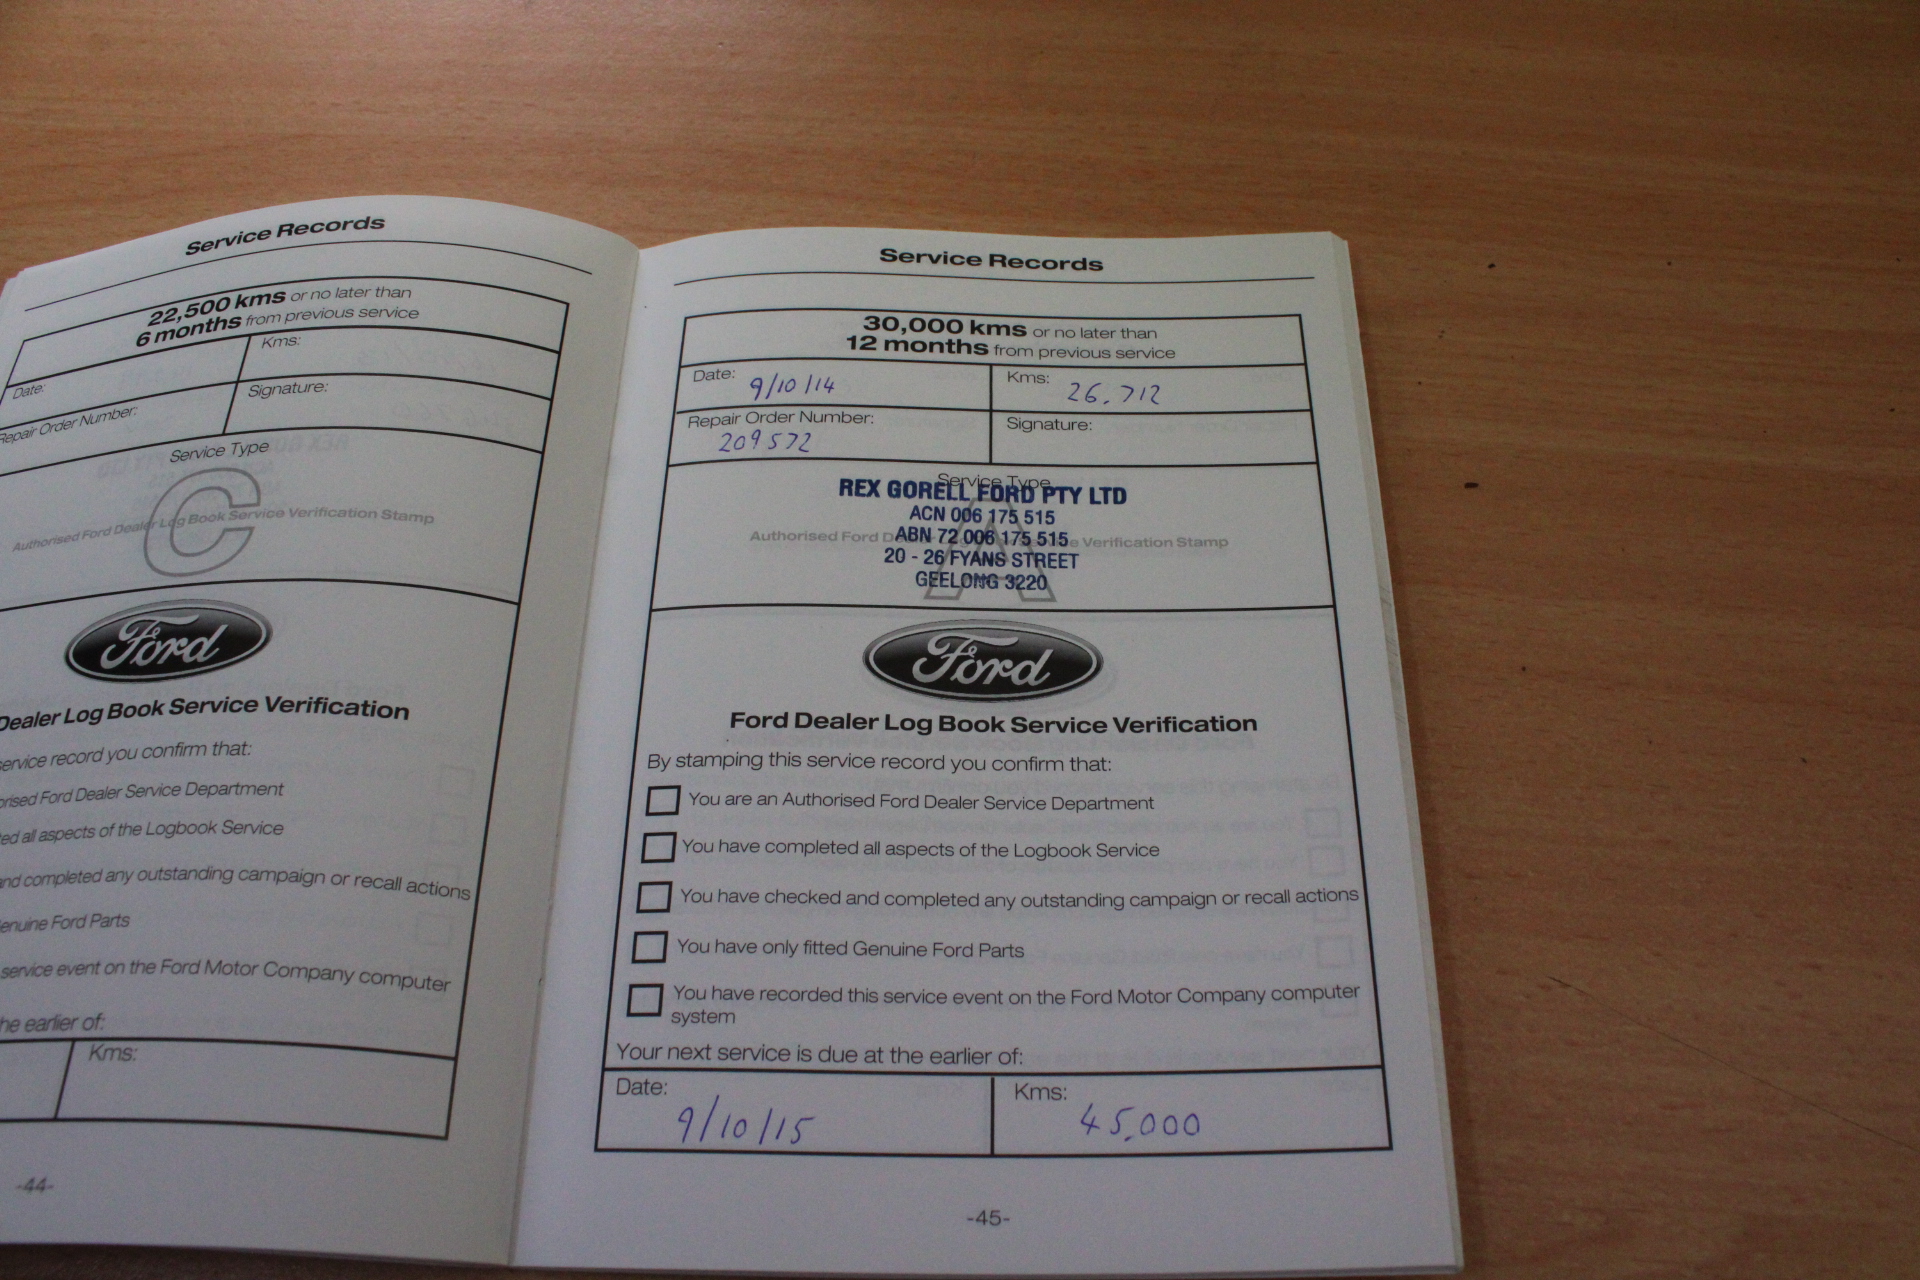 Service Records
22,500 kms or no later than
6 months from previous service
Date:
Kms:
Repair Order Number:
Signature:
Service Type
C
Authorised Ford Dealer Log Book Service Verification Stamp
Ford
Dealer Log Book Service Verification
service record you confirm that:
orised Ford Dealer Service Department
ted all aspects of the Logbook Service
and completed any outstanding campaign or recall actions
enuine Ford Parts
service event on the Ford Motor Company computer
he earlier of:
Kms:
-44-
Service Records
30,000 kms or no later than
12 months from previous service
Date: 9/10/14
Kms: 26.712
Repair Order Number:
209572
Signature:
Service Type
A
REX GORELL FORD PTY LTD
ACN 006 175 515
ABN 72 006 175 515
20 - 26 FYANS STREET
GEELONG 3220
Authorised Ford Verification Stamp
Ford
Ford Dealer Log Book Service Verification
By stamping this service record you confirm that:
You are an Authorised Ford Dealer Service Department
You have completed all aspects of the Logbook Service
You have checked and completed any outstanding campaign or recall actions
You have only fitted Genuine Ford Parts
You have recorded this service event on the Ford Motor Company computer
system
Your next service is due at the earlier of:
Date:
9/10/15
Kms:
45,000
-45-